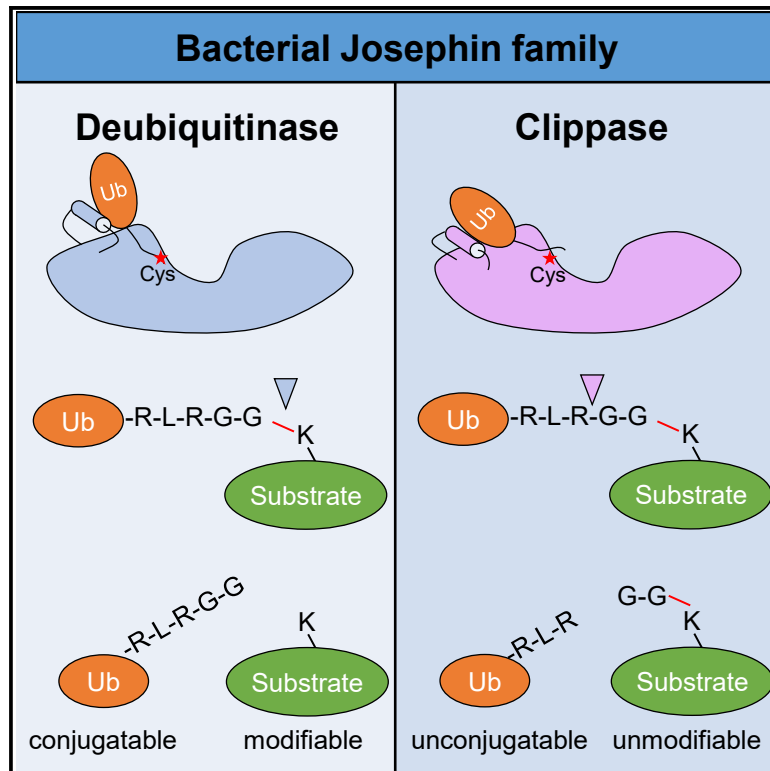 Bacterial Josephin family
Deubiquitinase
Ub
Cys
Ub
-R-L-R-G-G
K
Substrate
-R-L-R-G-G
K
Ub
Substrate
conjugatable
modifiable
Clippase
Ub
Cys
Ub
-R-L-R-G-G
K
Substrate
-R-L-R
G-G
K
Ub
Substrate
unconjugatable
unmodifiable